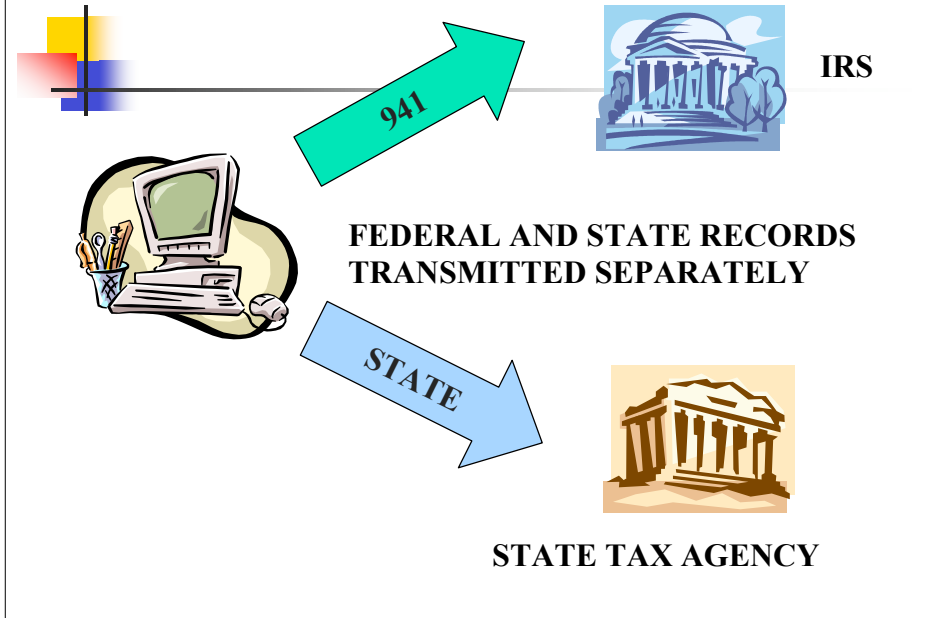 IRS
941
FEDERAL AND STATE RECORDS
TRANSMITTED SEPARATELY
STATE
STATE TAX AGENCY